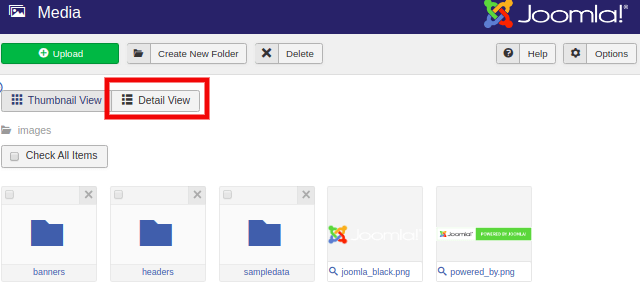 Media
Joomla!®
Upload
Create New Folder
Delete
Help
Options
Thumbnail View
Detail View
images
Check All Items
Joomla!
Joomla!
POWERED BY JOOMLA!
banners
headers
sampledata
joomla_black.png
powered_by.png